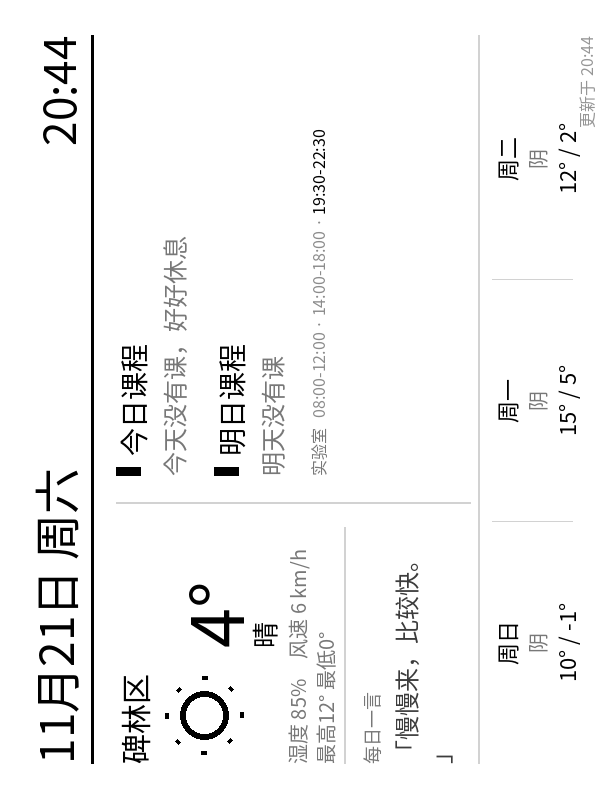 11月21日 周六
20:44
碑林区
4°
晴
湿度 85%　风速 6 km/h
最高12° 最低0°
每日一言
「慢慢来，比较快。
」
今日课程
今天没有课，好好休息
明日课程
明天没有课
实验室 08:00-12:00 · 14:00-18:00 · 19:30-22:30
周日
阴
10° / -1°
周一
阴
15° / 5°
周二
阴
12° / 2°
更新于 20:44